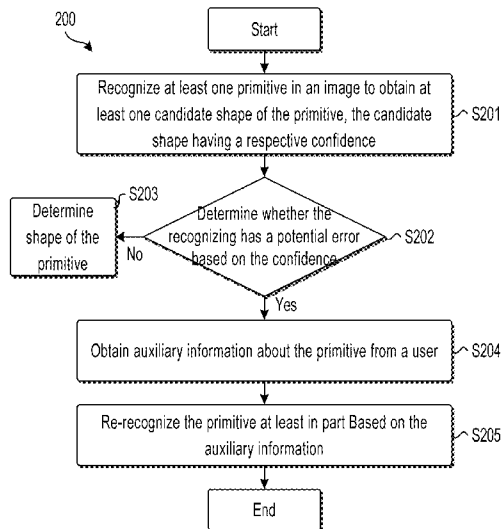 200
Start
Recognize at least one primitive in an image to obtain at
least one candidate shape of the primitive, the candidate
shape having a respective confidence
S201
S203
Determine
shape of the
primitive
No
Determine whether the
recognizing has a potential error
based on the confidence
S202
Yes
Obtain auxiliary information about the primitive from a user
S204
Re-recognize the primitive at least in part Based on the
auxiliary information
S205
End